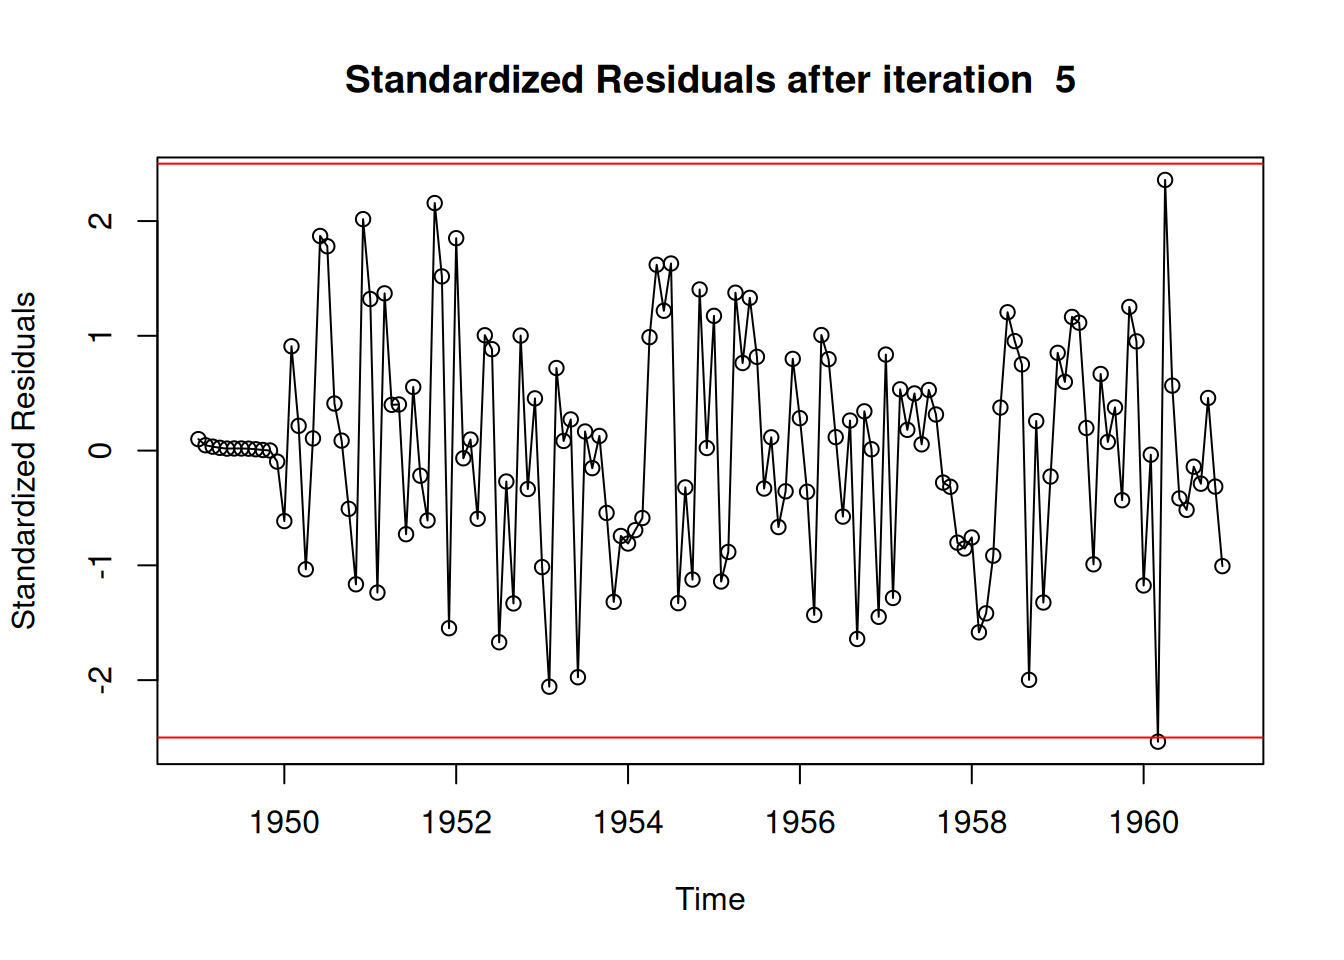 Standardized Residuals after iteration  5
Standardized Residuals
2
1
0
-1
-2
1950 1952 1954 1956 1958 1960
Time